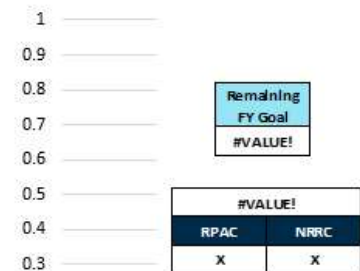 1
0.9
0.8
Remaining
FY Goal
0.7
#VALUE!
0.6
0.5
#VALUE!
0.4
RPAC NRRC
0.3
X X